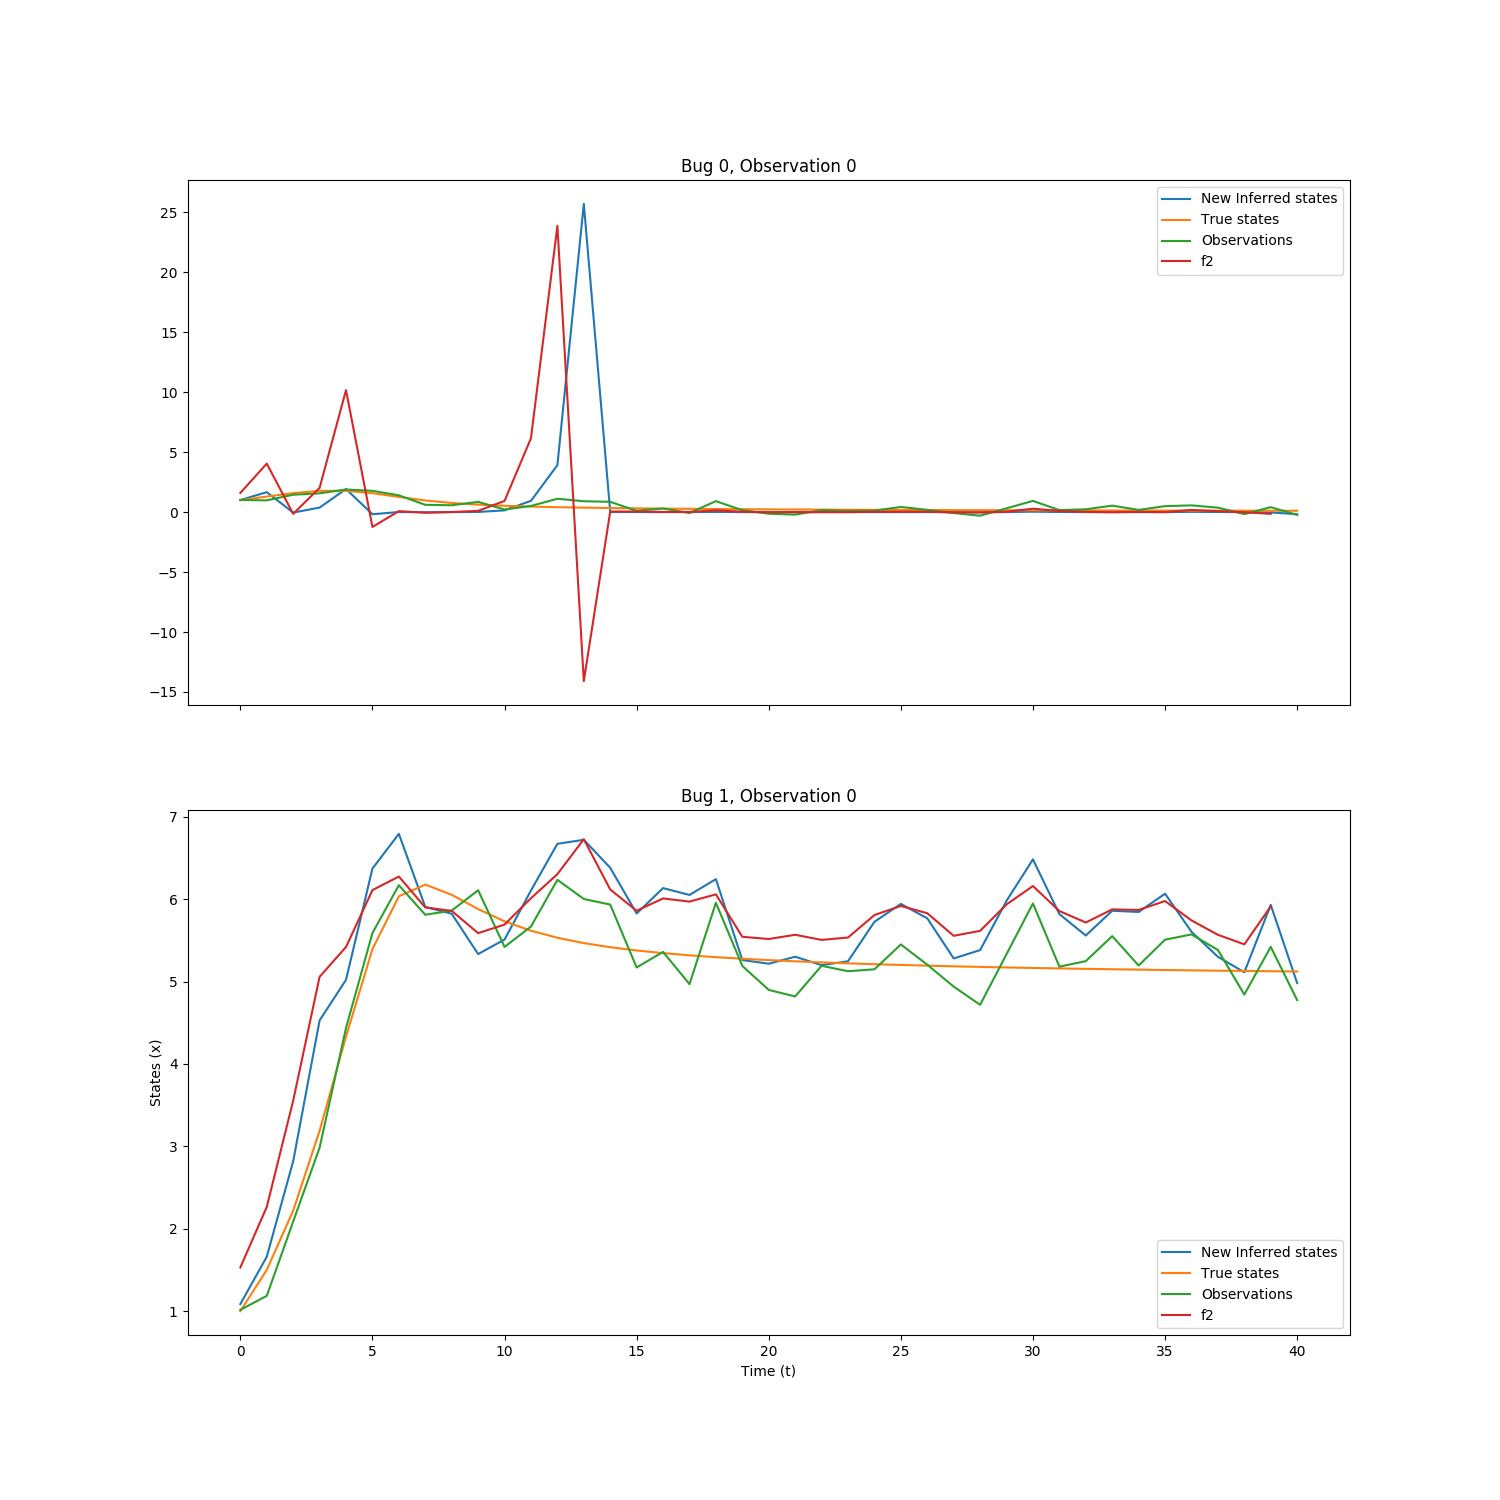 Bug 0, Observation 0
25
20
15
10
5
0
−5
−10
−15
New Inferred states
True states
Observations
f2
Bug 1, Observation 0
7
6
5
4
3
2
1
States (x)
New Inferred states
True states
Observations
f2
0 5 10 15 20 25 30 35 40
Time (t)